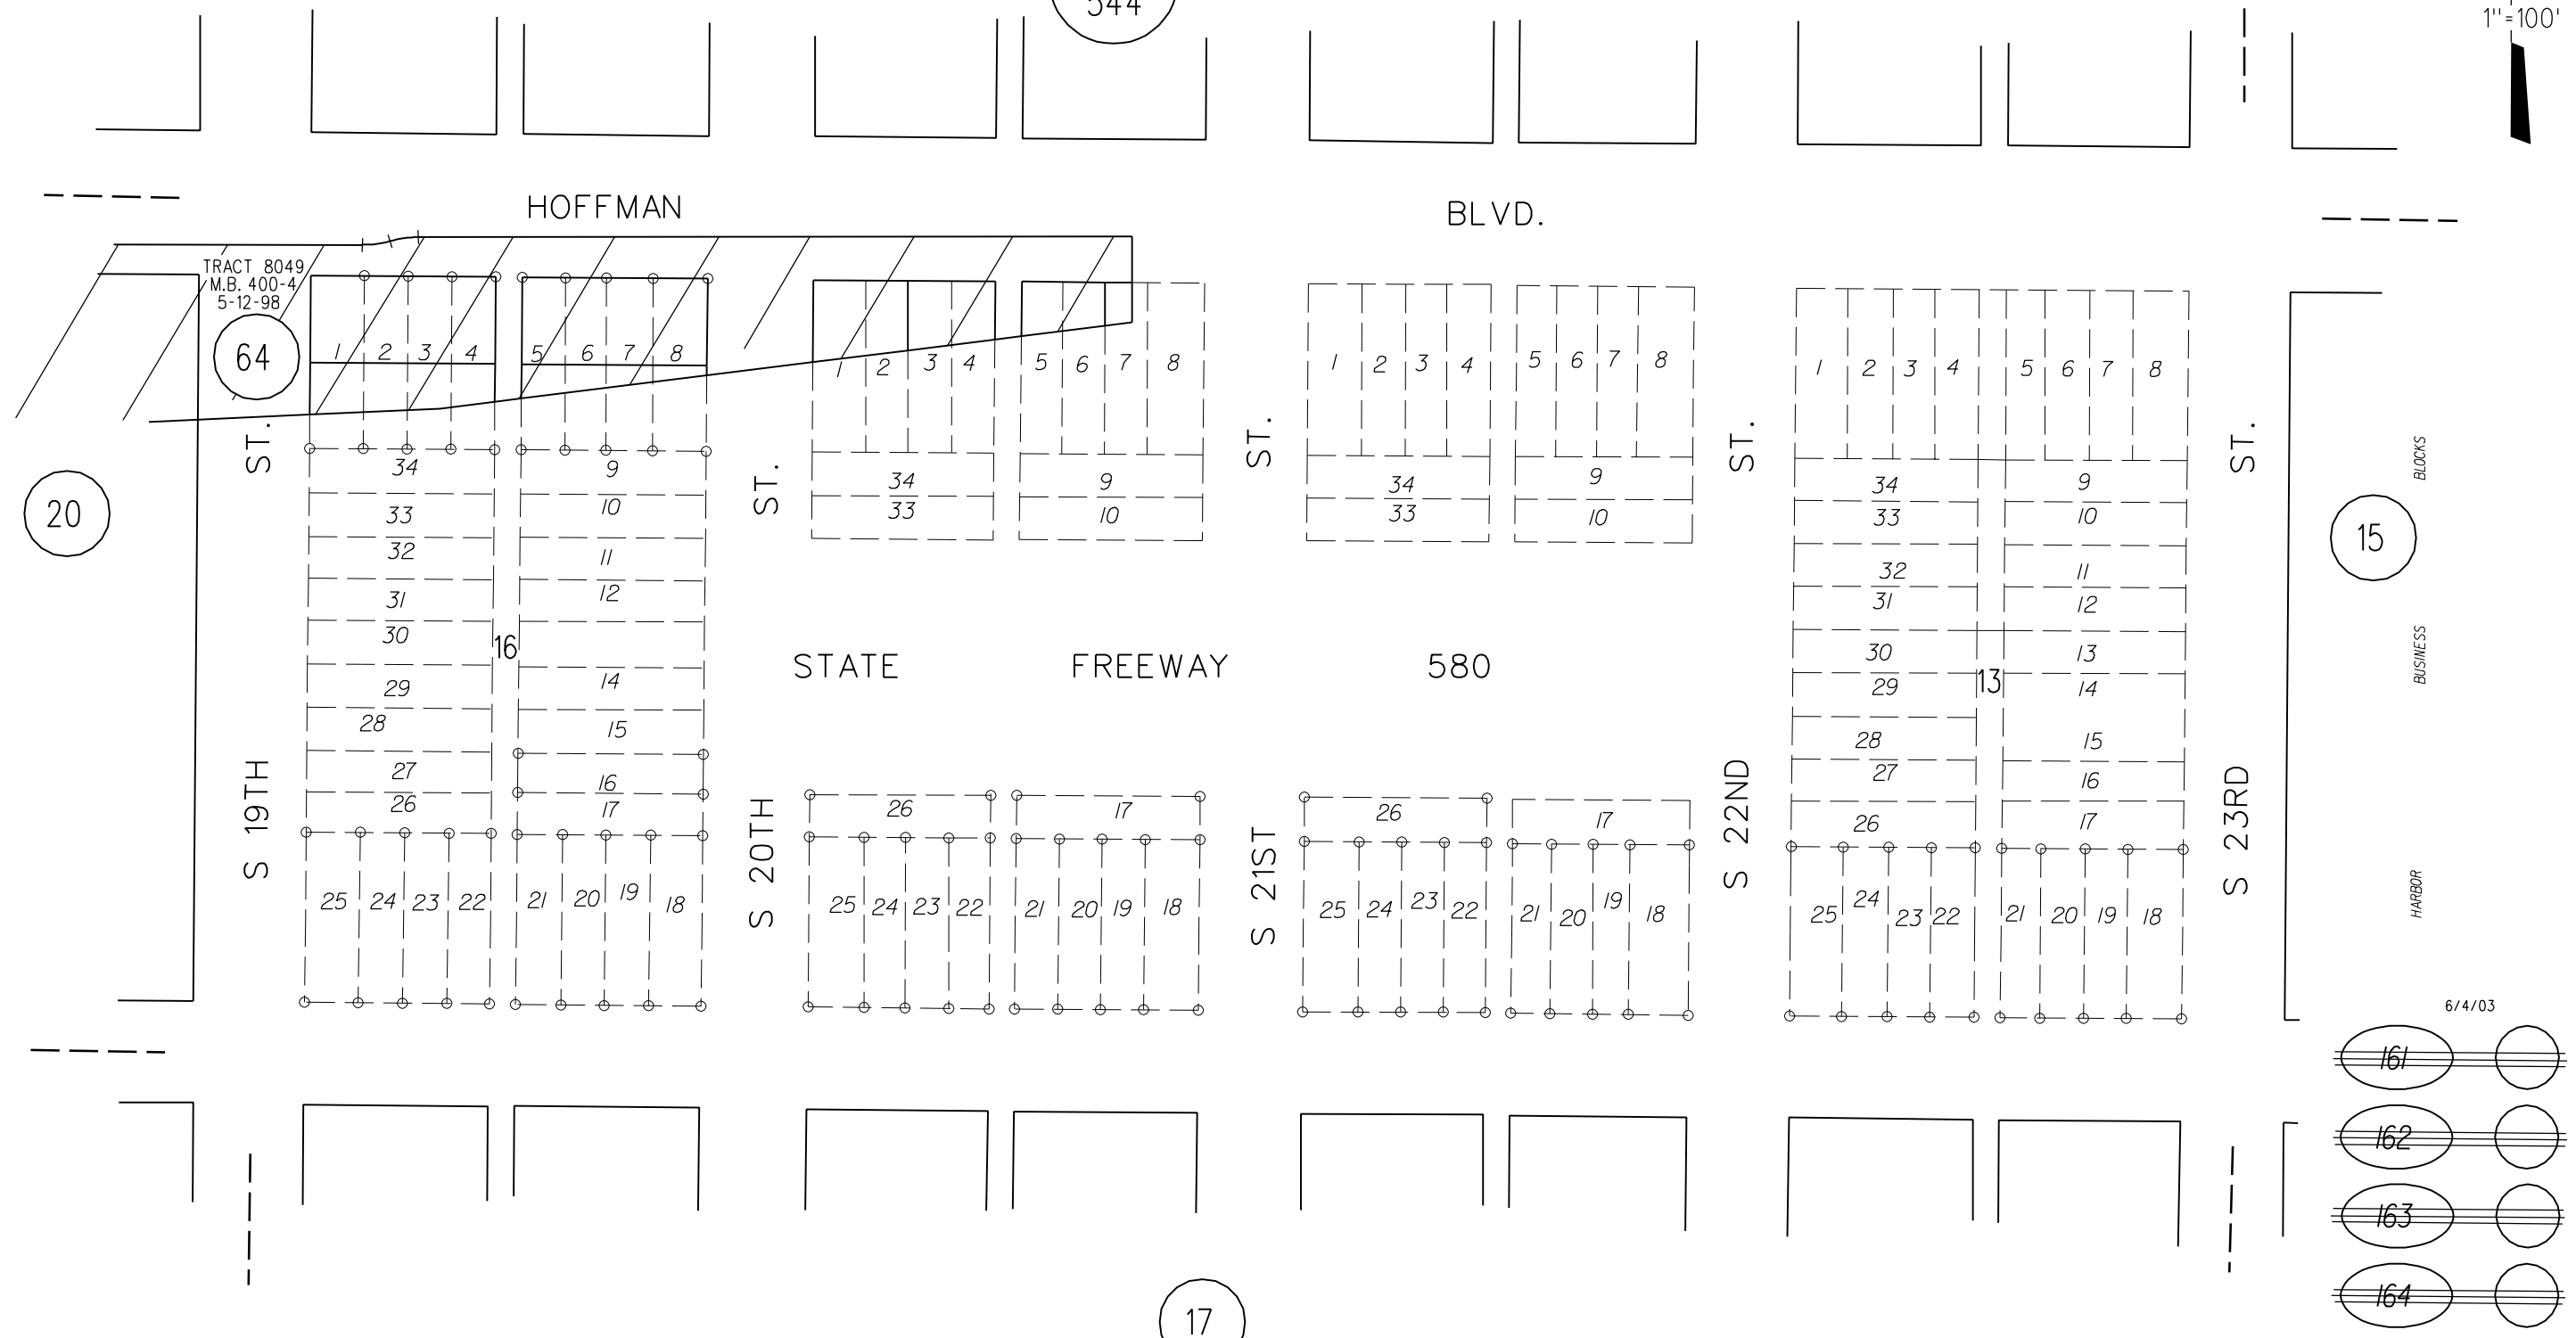 544
1"=100'
HOFFMAN BLVD.
TRACT 8049
M.B. 400-4
5-12-98
64
1 2 3 4 5 6 7 8
1 2 3 4 5 6 7 8
1 2 3 4 5 6 7 8
1 2 3 4 5 6 7 8
20
15
34 9
33 10
32 11
31 12
30
16
29 14
28 15
27 16
26 17
25 24 23 22 21 20 19 18
34 9
33 10
26 17
25 24 23 22 21 20 19 18
34 9
33 10
26 17
25 24 23 22 21 20 19 18
34 9
33 10
32 11
31 12
30 13
13
29 14
28 15
27 16
26 17
25 24 23 22 21 20 19 18
STATE FREEWAY 580
S 19TH ST.
S 20TH ST.
S 21ST ST.
S 22ND ST.
S 23RD ST.
HARBOR BUSINESS BLOCKS
6/4/03
161
162
163
164
17